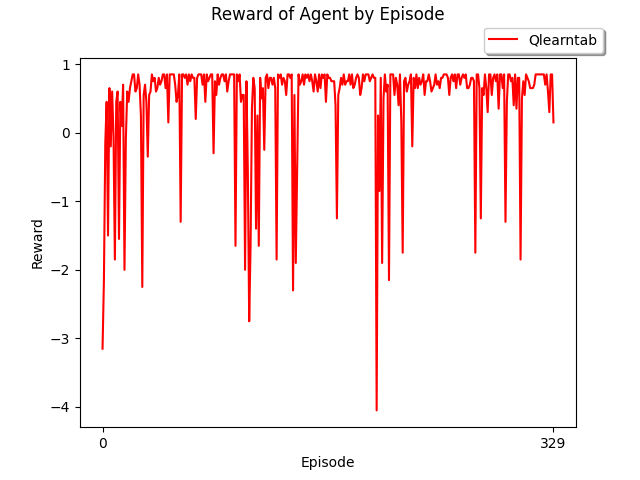 Reward of Agent by Episode
Qlearntab
1
0
−1
−2
−3
−4
Reward
0
329
Episode